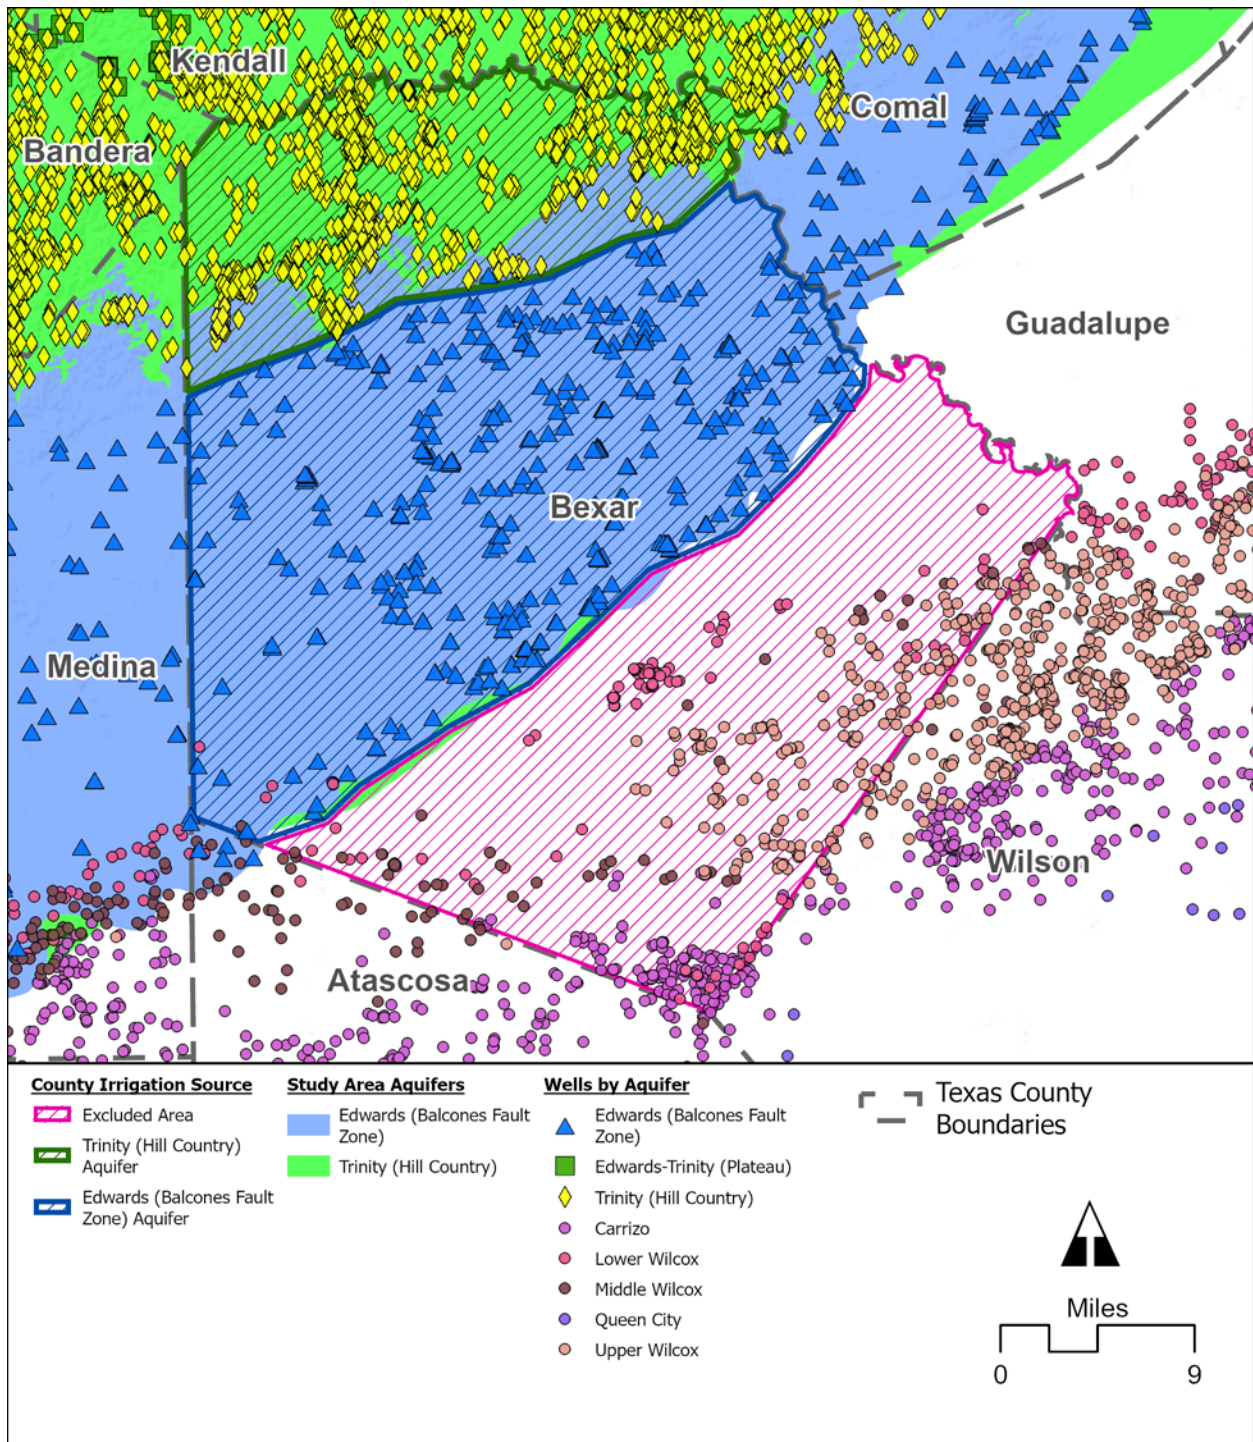 Kendall
Comal
Bandera
Guadalupe
Bexar
Medina
Wilson
Atascosa
County Irrigation Source
Excluded Area
Trinity (Hill Country)
Aquifer
Edwards (Balcones Fault
Zone) Aquifer
Study Area Aquifers
Edwards (Balcones Fault
Zone)
Trinity (Hill Country)
Wells by Aquifer
Edwards (Balcones Fault
Zone)
Edwards-Trinity (Plateau)
Trinity (Hill Country)
Carrizo
Lower Wilcox
Middle Wilcox
Queen City
Upper Wilcox
Texas County
Boundaries
Miles
0 9